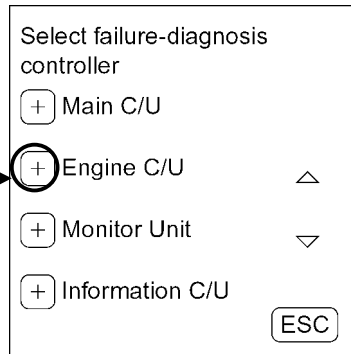 Select failure-diagnosis
controller
+ Main C/U
+ Engine C/U
+ Monitor Unit
+ Information C/U
ESC